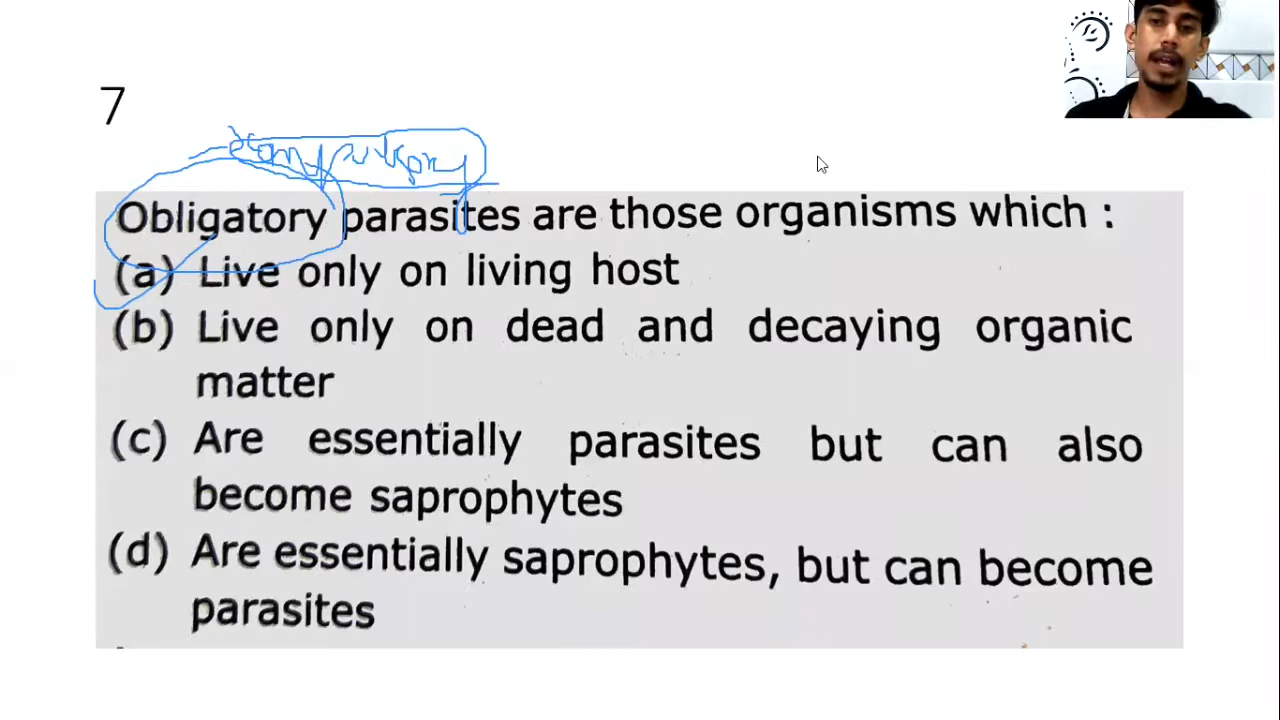 7
Obligatory parasites are those organisms which :
(a) Live only on living host
(b) Live only on dead and decaying organic
matter
(c) Are essentially parasites but can also
become saprophytes
(d) Are essentially saprophytes, but can become
parasites